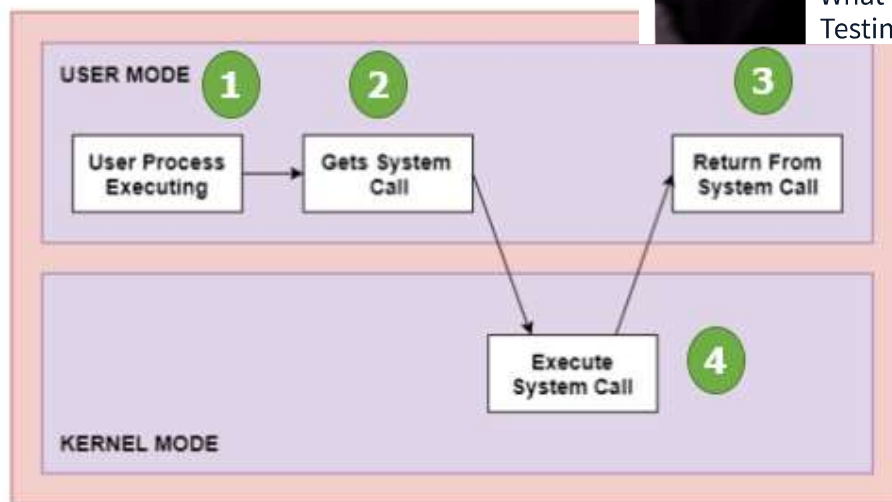 Testin
USER MODE
1
2
3
User Process
Executing
Gets System
Call
Return From
System Call
Execute
System Call
4
KERNEL MODE